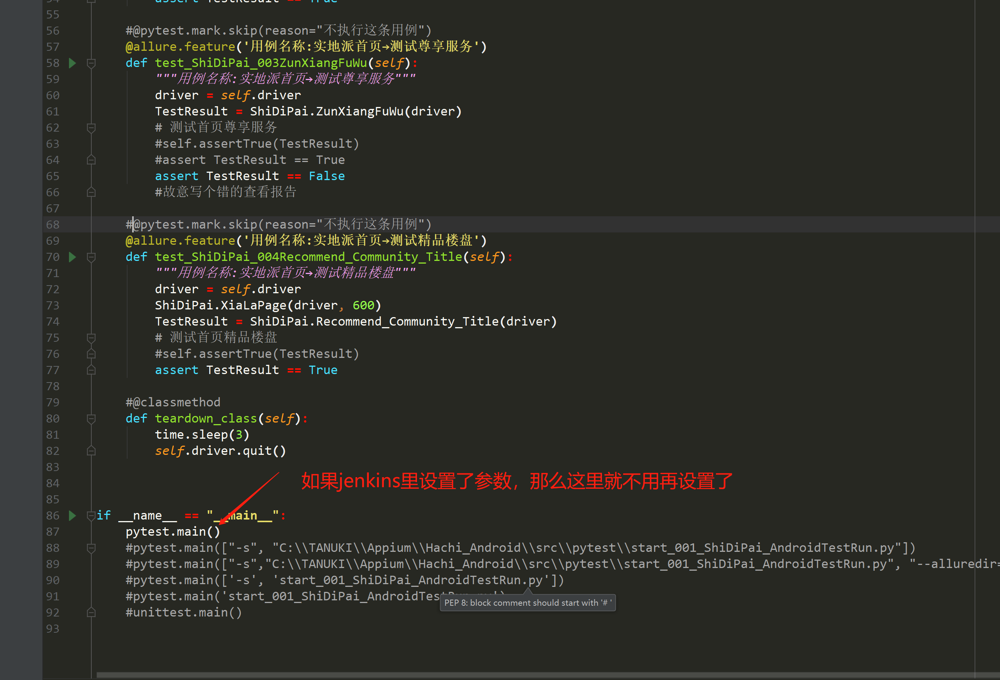 54 assert TestResult == True
55
56 #@pytest.mark.skip(reason="不执行这条用例")
57 @allure.feature('用例名称:实地派首页→测试尊享服务')
58 def test_ShiDiPai_003ZunXiangFuWu(self):
59 """用例名称:实地派首页→测试尊享服务"""
60 driver = self.driver
61 TestResult = ShiDiPai.ZunXiangFuWu(driver)
62 # 测试首页尊享服务
63 #self.assertTrue(TestResult)
64 #assert TestResult == True
65 assert TestResult == False
66 #故意写个错的查看报告
67
68 #@pytest.mark.skip(reason="不执行这条用例")
69 @allure.feature('用例名称:实地派首页→测试精品楼盘')
70 def test_ShiDiPai_004Recommend_Community_Title(self):
71 """用例名称:实地派首页→测试精品楼盘"""
72 driver = self.driver
73 ShiDiPai.XiaLaPage(driver, 600)
74 TestResult = ShiDiPai.Recommend_Community_Title(driver)
75 # 测试首页精品楼盘
76 #self.assertTrue(TestResult)
77 assert TestResult == True
78
79 #@classmethod
80 def teardown_class(self):
81 time.sleep(3)
82 self.driver.quit()
83
如果jenkins里设置了参数，那么这里就不用再设置了
84
85
86 if __name__ == "__main__":
87 pytest.main()
88 #pytest.main(["-s", "C:\\TANUKI\\Appium\\Hachi_Android\\src\\pytest\\start_001_ShiDiPai_AndroidTestRun.py"])
89 #pytest.main(["-s","C:\\TANUKI\\Appium\\Hachi_Android\\src\\pytest\\start_001_ShiDiPai_AndroidTestRun.py", "--alluredir=
90 #pytest.main(['-s', 'start_001_ShiDiPai_AndroidTestRun.py'])
91 #pytest.main('start_001_ShiDiPai_AndroidTes
PEP 8: block comment should start with '# '
92 #unittest.main()
93